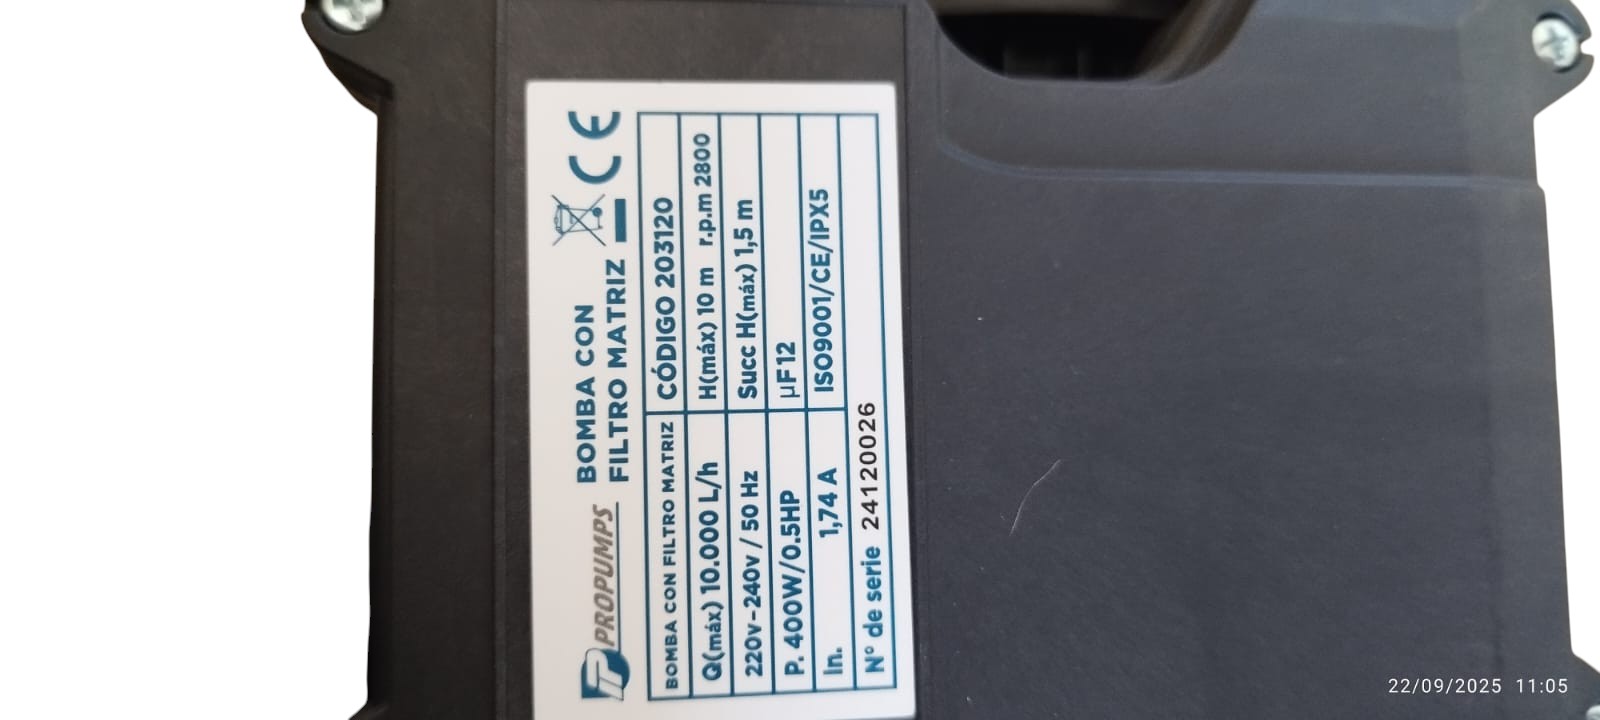 PROPUMPS
BOMBA CON
FILTRO MATRIZ
CE
BOMBA CON FILTRO MATRIZ CÓDIGO 203120
Q(máx) 10.000 L/h H(máx) 10 m r.p.m 2800
220v-240v / 50 Hz Succ H(máx) 1,5 m
P. 400W/0.5HP µF12
In. 1,74 A ISO9001/CE/IPX5
Nº de serie 24120026
22/09/2025 11:05